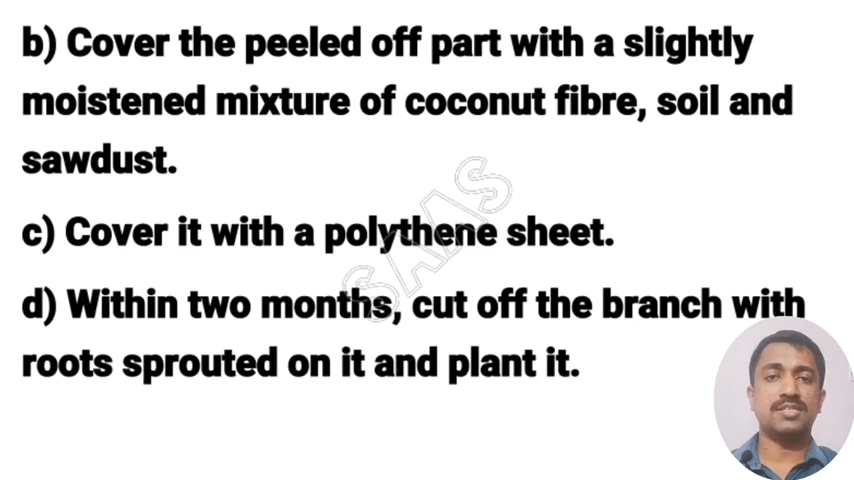 b) Cover the peeled off part with a slightly
moistened mixture of coconut fibre, soil and
sawdust.
c) Cover it with a polythene sheet.
d) Within two months, cut off the branch with
roots sprouted on it and plant it.
SAAS